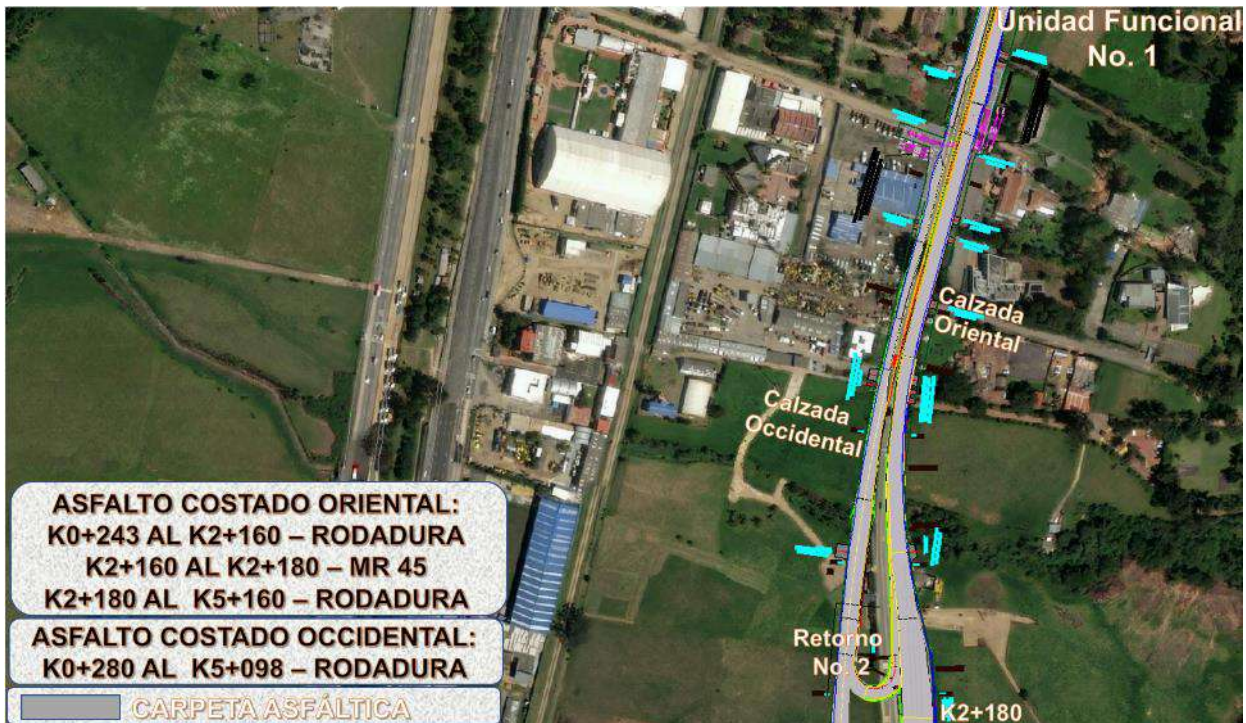 Unidad Funcional
No. 1
Calzada
Oriental
Calzada
Occidental
ASFALTO COSTADO ORIENTAL:
K0+243 AL K2+160 – RODADURA
K2+160 AL K2+180 – MR 45
K2+180 AL K5+160 – RODADURA
ASFALTO COSTADO OCCIDENTAL:
K0+280 AL K5+098 – RODADURA
CARPETA ASFÁLTICA
Retorno
No. 2
K2+180